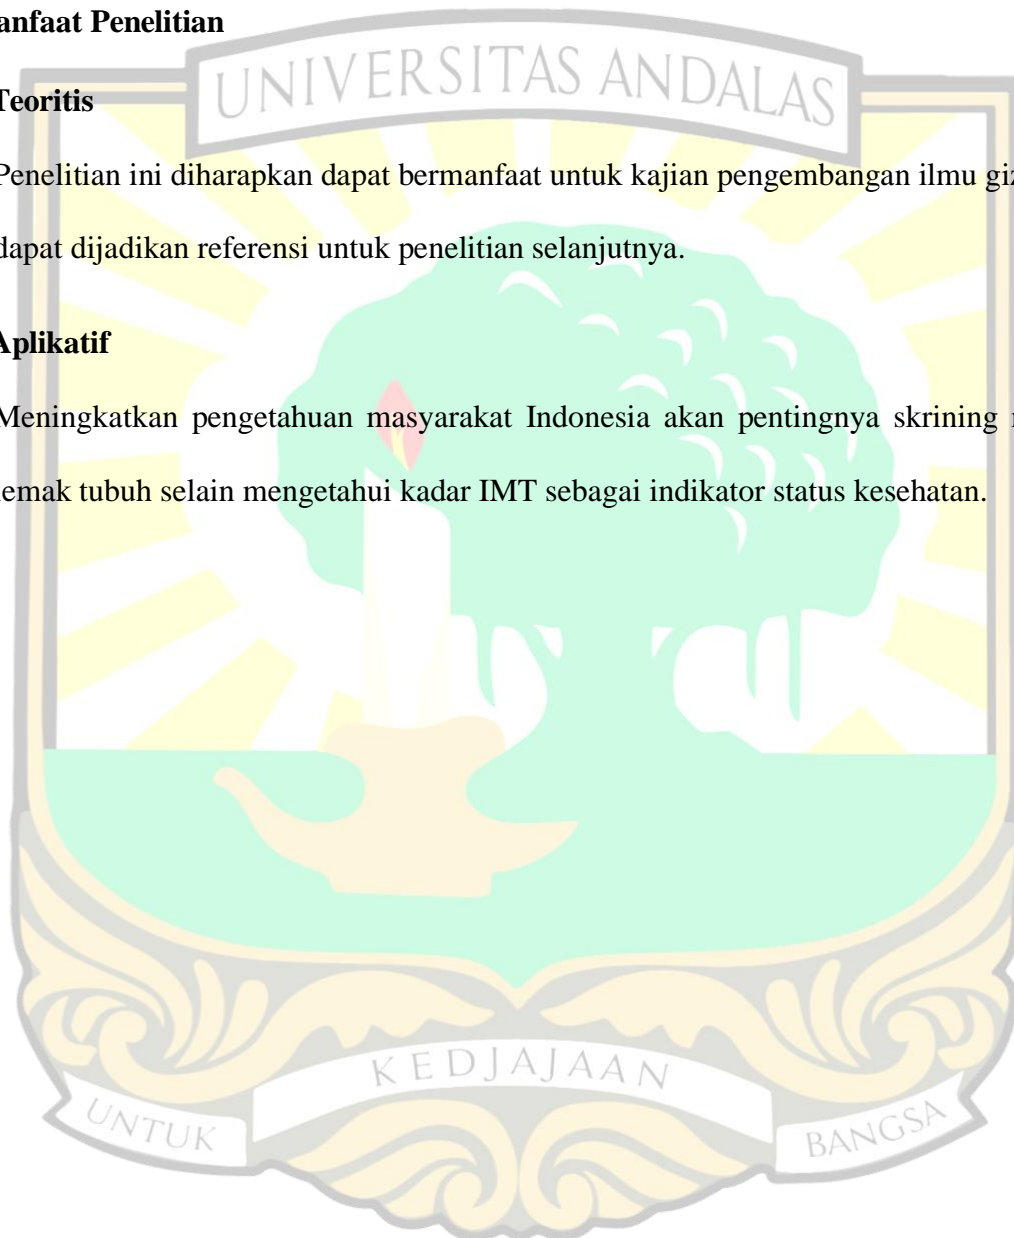 anfaat Penelitian
UNIVERSITAS ANDALAS
Teoritis
Penelitian ini diharapkan dapat bermanfaat untuk kajian pengembangan ilmu giz
dapat dijadikan referensi untuk penelitian selanjutnya.
Aplikatif
Meningkatkan pengetahuan masyarakat Indonesia akan pentingnya skrining
lemak tubuh selain mengetahui kadar IMT sebagai indikator status kesehatan.
KEDJAJAAN
UNTUK
BANGSA